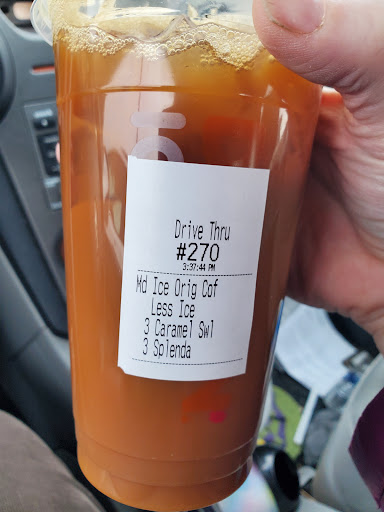 Drive Thru
#270
3:37:44 PM
Md Ice Orig Cof
Less Ice
3 Caramel Swl
3 Splenda